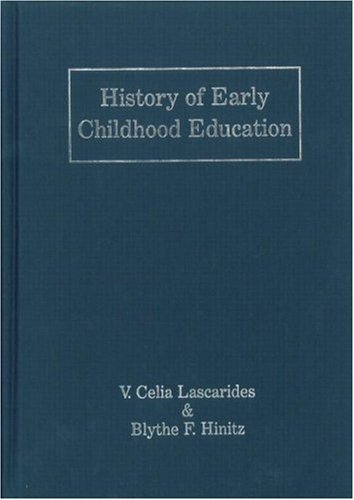 History of Early
Childhood Education
V. Celia Lascarides
&
Blythe F. Hinitz